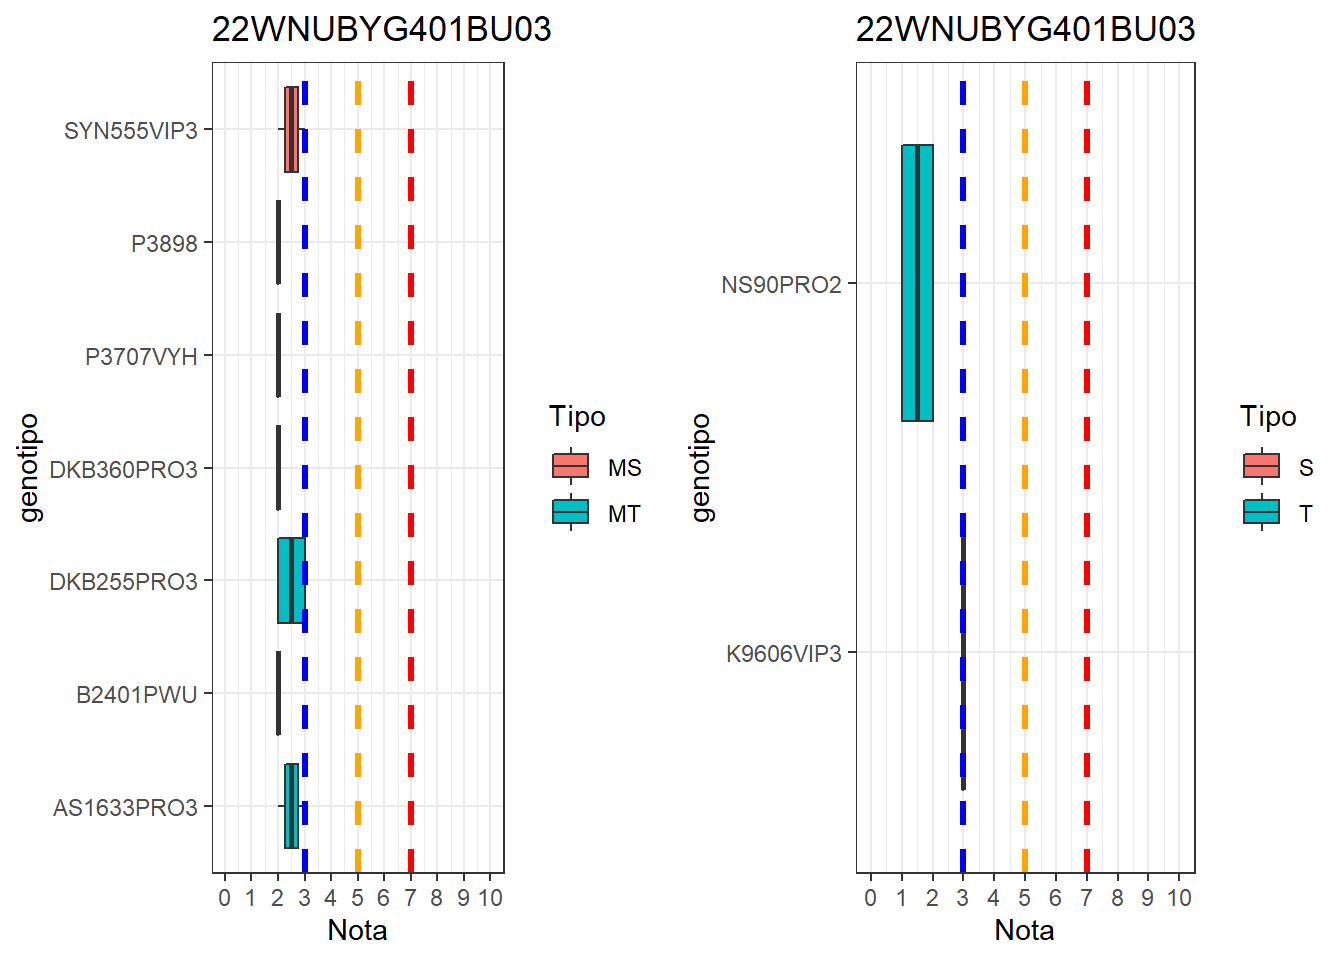 22WNUBYG401BU03
SYN555VIP3
P3898
P3707VYH
DKB360PRO3
DKB255PRO3
B2401PWU
AS1633PRO3
genotipo
0 1 2 3 4 5 6 7 8 9 10
Nota
Tipo
MS
MT
22WNUBYG401BU03
NS90PRO2
K9606VIP3
genotipo
0 1 2 3 4 5 6 7 8 9 10
Nota
Tipo
S
T